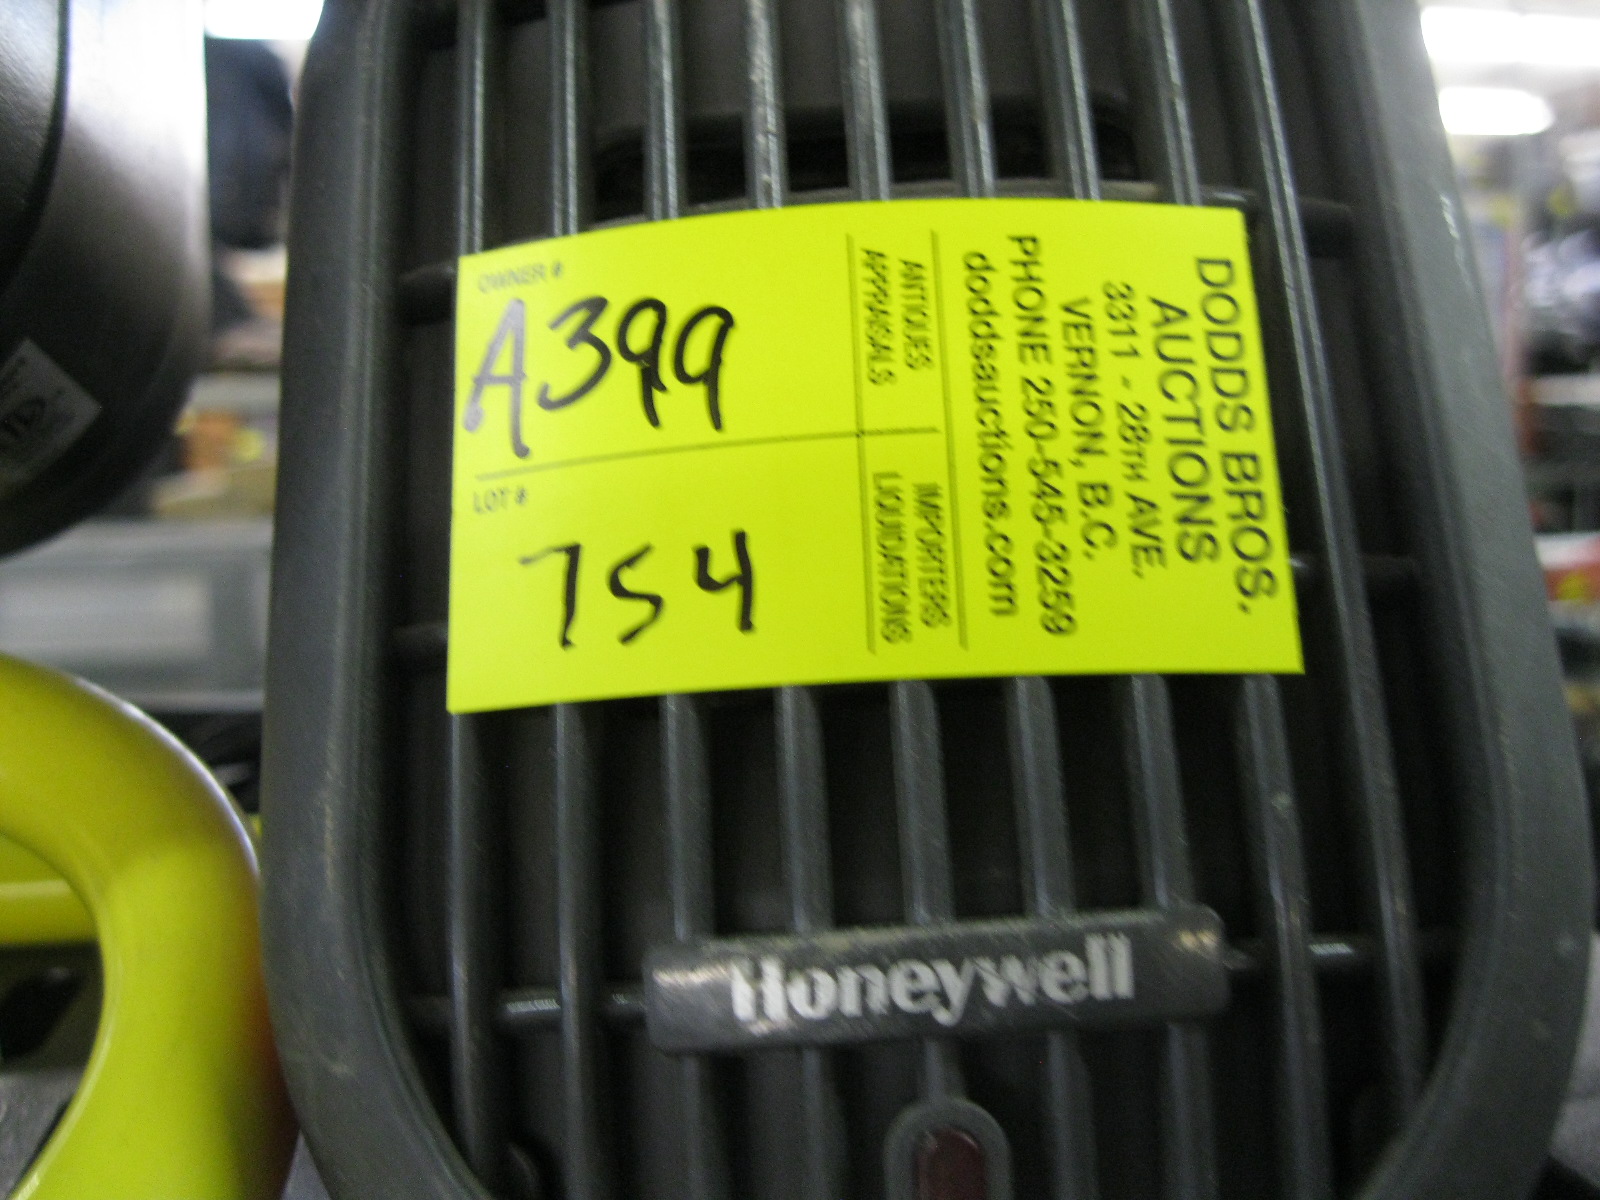 OWNER #
A399
LOT #
754
ANTIQUES
APPRAISALS
IMPORTERS
LIQUIDATIONS
DODDS BROS.
AUCTIONS
3311 - 28TH AVE.
VERNON, B.C.
PHONE 250-545-3259
doddsauctions.com
Honeywell